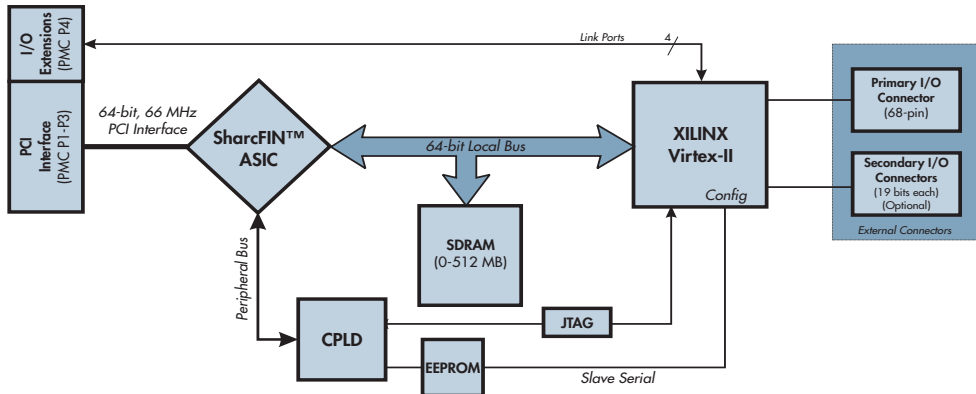 I/O
Extensions
(PMC P4)
PCI
Interface
(PMC P1-P3)
64-bit, 66 MHz
PCI Interface
SharcFIN™
ASIC
Link Ports
4
64-bit Local Bus
XILINX
Virtex-II
Config
Primary I/O
Connector
(68-pin)
Secondary I/O
Connectors
(19 bits each)
(Optional)
External Connectors
SDRAM
(0-512 MB)
Peripheral Bus
CPLD
JTAG
EEPROM
Slave Serial